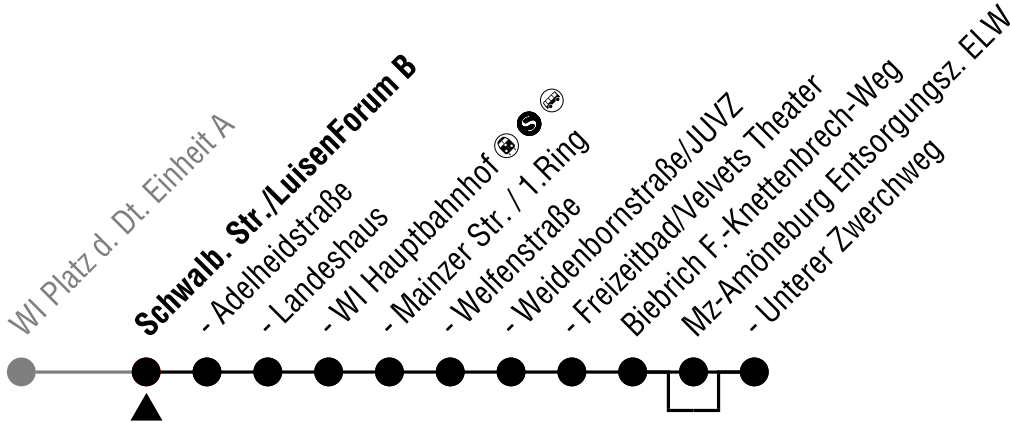 WI Platz d. Dt. Einheit A
Schwalb. Str./LuisenForum B
- Adelheidstraße
- Landeshaus
- WI Hauptbahnhof S
- Mainzer Str. / 1.Ring
- Welfenstraße
- Weidenbornstraße/JUVZ
- Freizeitbad/Velvets Theater
Biebrich F.-Knettenbrech-Weg
Mz-Amöneburg Entsorgungsz. ELW
- Unterer Zwerchweg